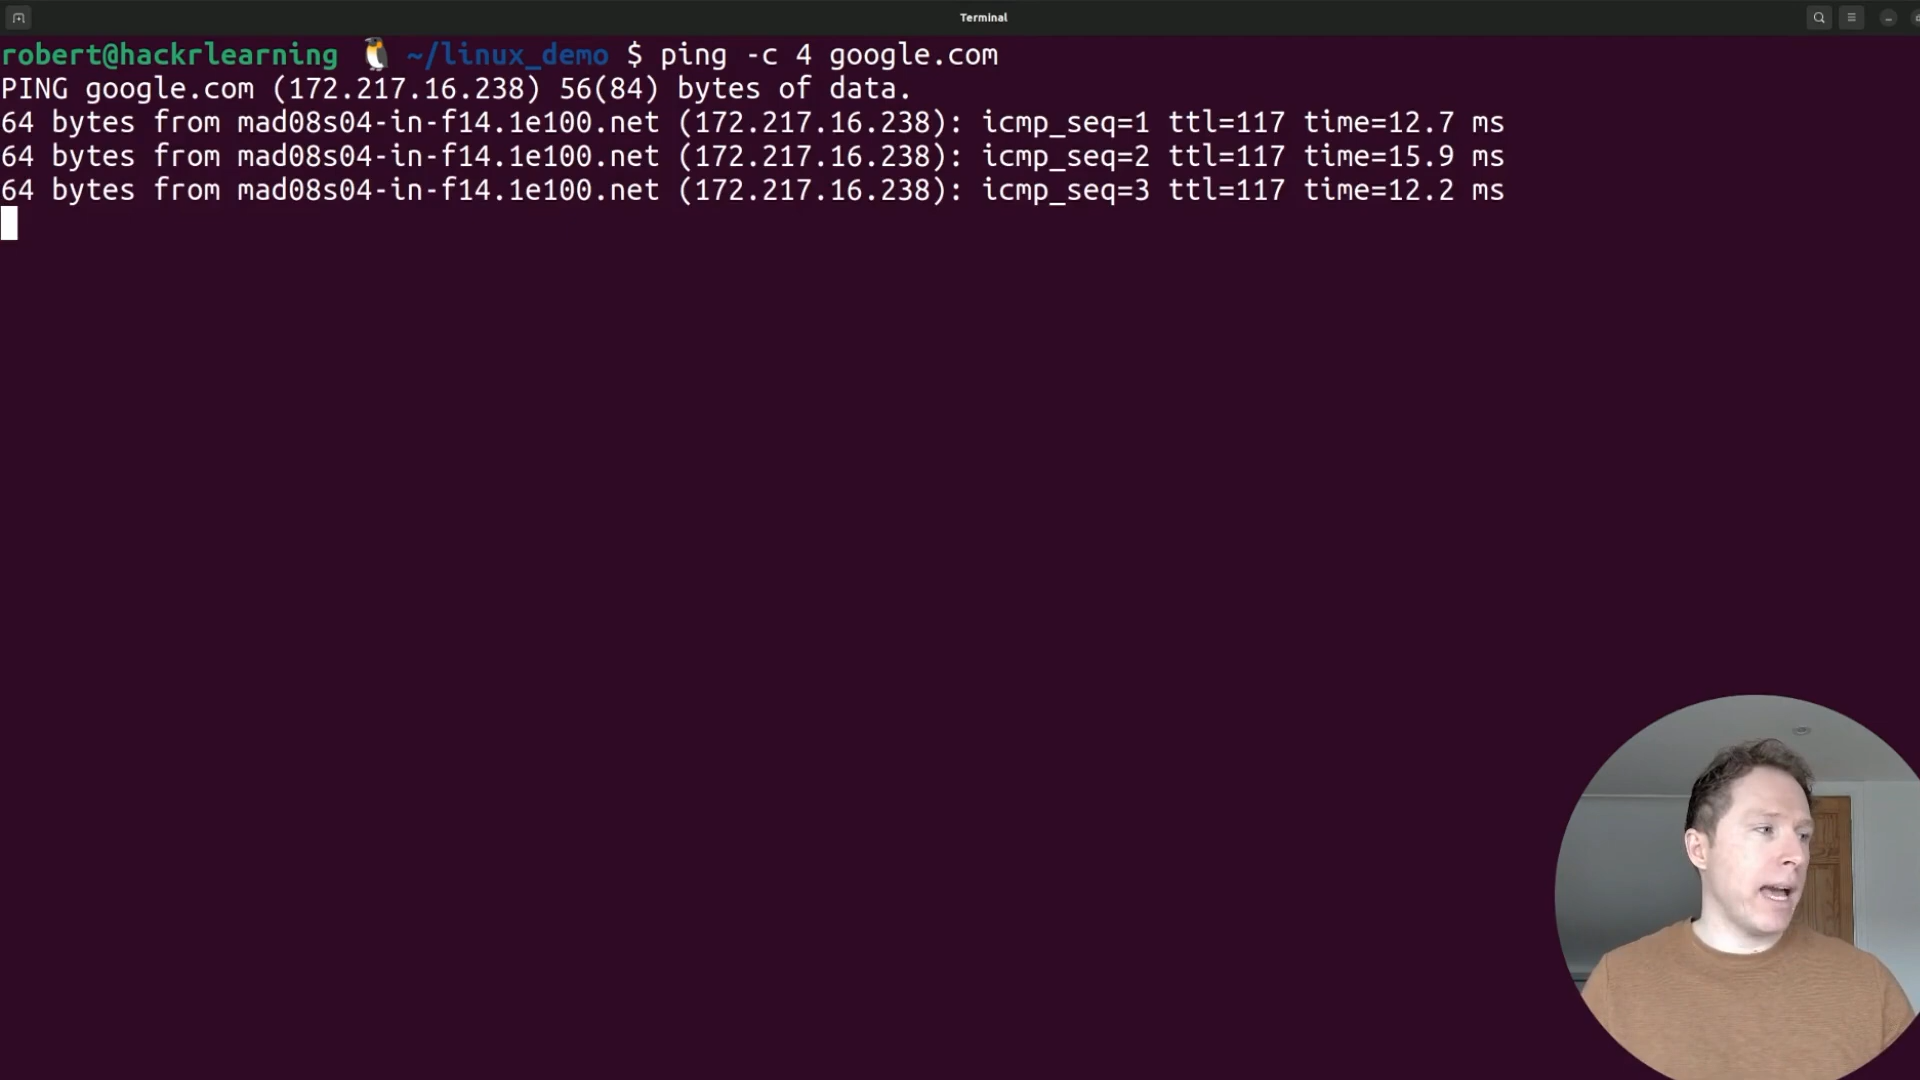 Terminal
robert@hackrlearning 🐧 ~/linux_demo $ ping -c 4 google.com
PING google.com (172.217.16.238) 56(84) bytes of data.
64 bytes from mad08s04-in-f14.1e100.net (172.217.16.238): icmp_seq=1 ttl=117 time=12.7 ms
64 bytes from mad08s04-in-f14.1e100.net (172.217.16.238): icmp_seq=2 ttl=117 time=15.9 ms
64 bytes from mad08s04-in-f14.1e100.net (172.217.16.238): icmp_seq=3 ttl=117 time=12.2 ms